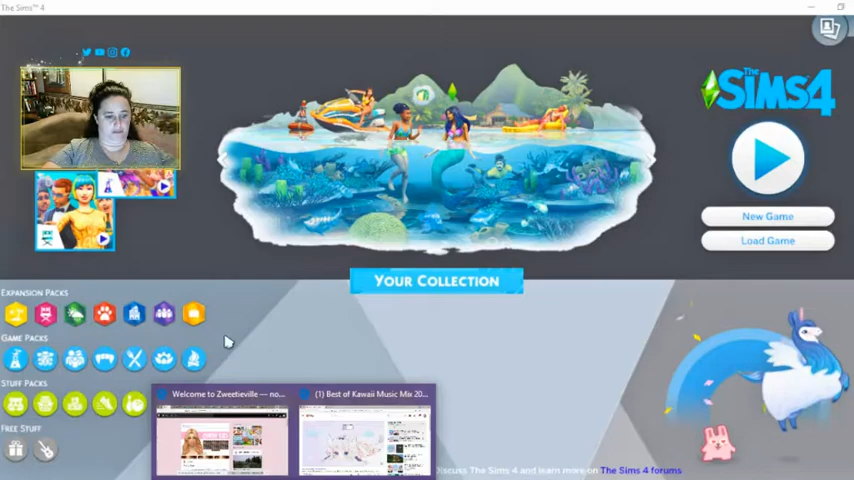 The Sims™ 4
THE SIMS 4
New Game
Load Game
YOUR COLLECTION
EXPANSION PACKS
GAME PACKS
STUFF PACKS
FREE STUFF
Welcome to Zweetieville — no...
(1) Best of Kawaii Music Mix 20...
Discuss The Sims 4 and learn more on The Sims 4 forums